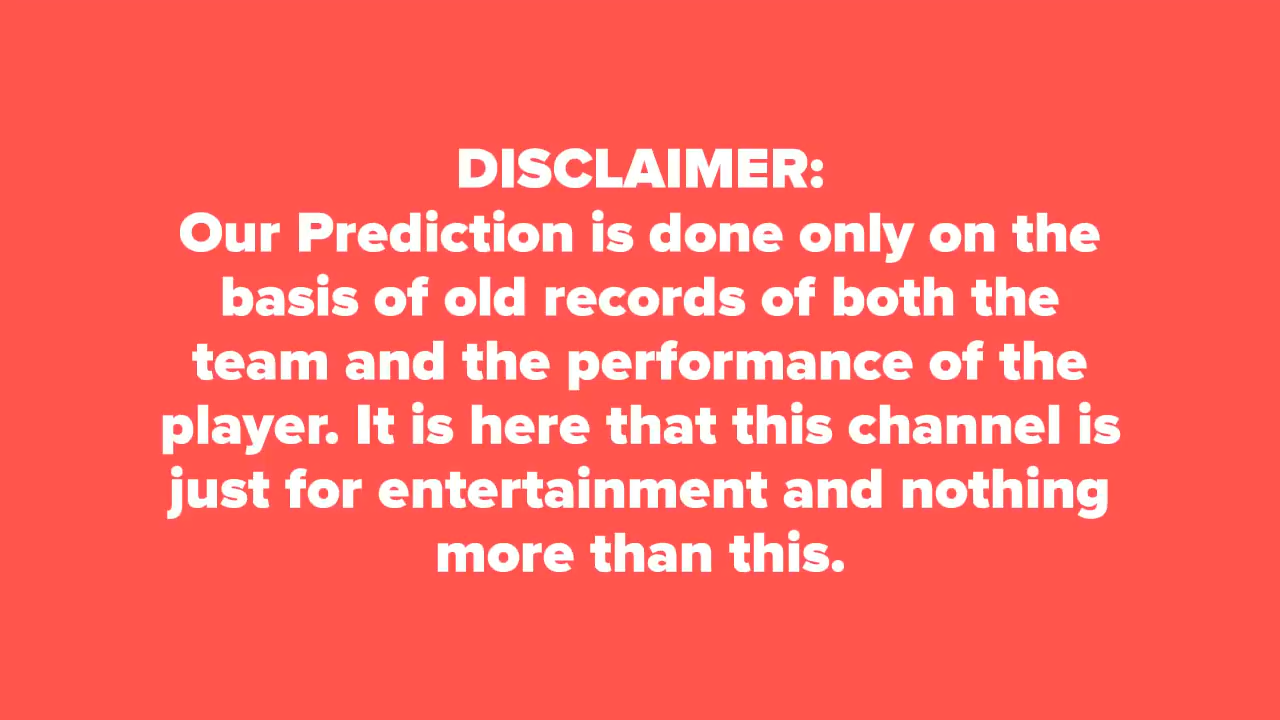 DISCLAIMER:
Our Prediction is done only on the
basis of old records of both the
team and the performance of the
player. It is here that this channel is
just for entertainment and nothing
more than this.